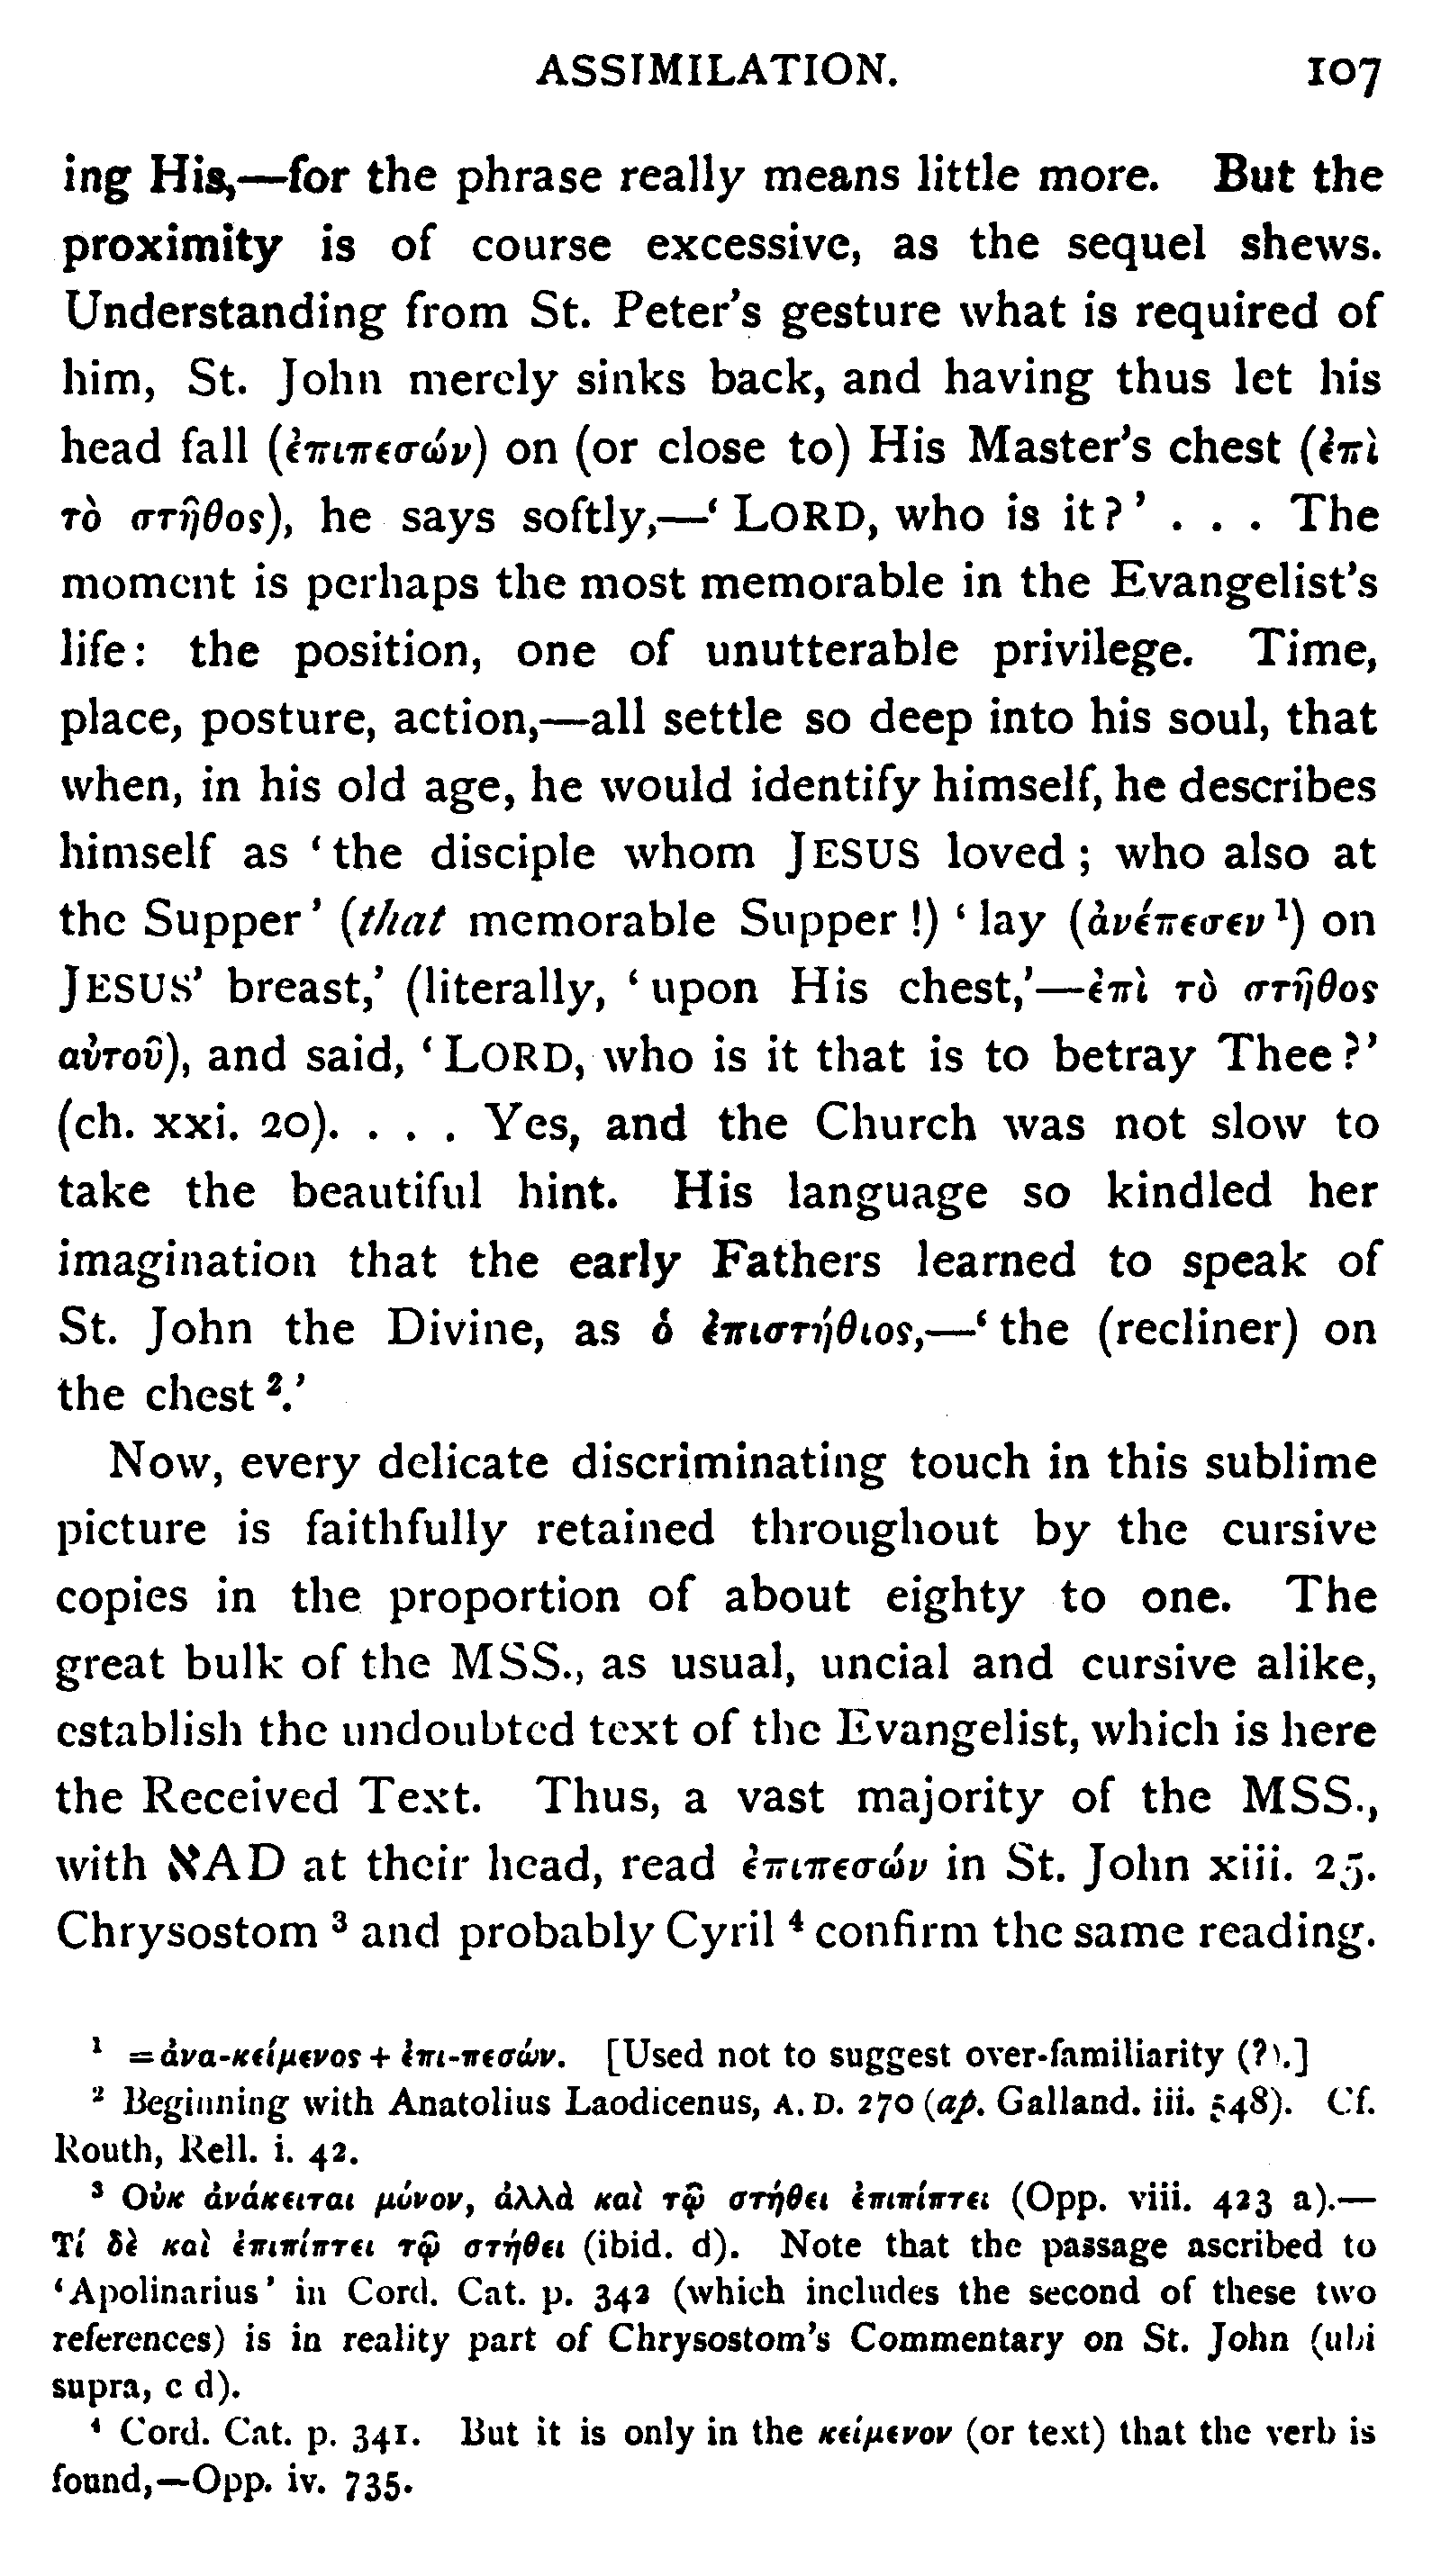 ASSIMILATION. 107
ing His,—for the phrase really means little more. But the
proximity is of course excessive, as the sequel shews.
Understanding from St. Peter's gesture what is required of
him, St. John merely sinks back, and having thus let his
head fall (ἐπιπεσών) on (or close to) His Master's chest (ἐπὶ
τὸ στῆθος), he says softly,—‘ LORD, who is it? ’ . . . The
moment is perhaps the most memorable in the Evangelist's
life: the position, one of unutterable privilege. Time,
place, posture, action,—all settle so deep into his soul, that
when, in his old age, he would identify himself, he describes
himself as ‘ the disciple whom JESUS loved ; who also at
the Supper ’ (that memorable Supper !) ‘ lay (ἀνέπεσεν ¹) on
JESUS’ breast,’ (literally, ‘ upon His chest,’—ἐπὶ τὸ στῆθος
αὐτοῦ), and said, ‘ LORD, who is it that is to betray Thee ?’
(ch. xxi. 20). . . . Yes, and the Church was not slow to
take the beautiful hint. His language so kindled her
imagination that the early Fathers learned to speak of
St. John the Divine, as ὁ ἐπιστήθιος,—‘ the (recliner) on
the chest ².’
Now, every delicate discriminating touch in this sublime
picture is faithfully retained throughout by the cursive
copies in the proportion of about eighty to one. The
great bulk of the MSS., as usual, uncial and cursive alike,
establish the undoubted text of the Evangelist, which is here
the Received Text. Thus, a vast majority of the MSS.,
with אAD at their head, read ἐπιπεσών in St. John xiii. 25.
Chrysostom ³ and probably Cyril ⁴ confirm the same reading.
¹ = ἀνα-κείμενος + ἐπι-πεσών. [Used not to suggest over-familiarity (?).]
² Beginning with Anatolius Laodicenus, A. D. 270 (ap. Galland. iii. 548). Cf.
Routh, Rell. i. 42.
³ Οὐκ ἀνάκειται μόνον, ἀλλὰ καὶ τῷ στήθει ἐπιπίπτει (Opp. viii. 423 a).—
Τί δὲ καὶ ἐπιπίπτει τῷ στήθει (ibid. d). Note that the passage ascribed to
‘Apolinarius’ in Cord. Cat. p. 342 (which includes the second of these two
references) is in reality part of Chrysostom's Commentary on St. John (ubi
supra, c d).
⁴ Cord. Cat. p. 341. But it is only in the κείμενον (or text) that the verb is
found,—Opp. iv. 735.